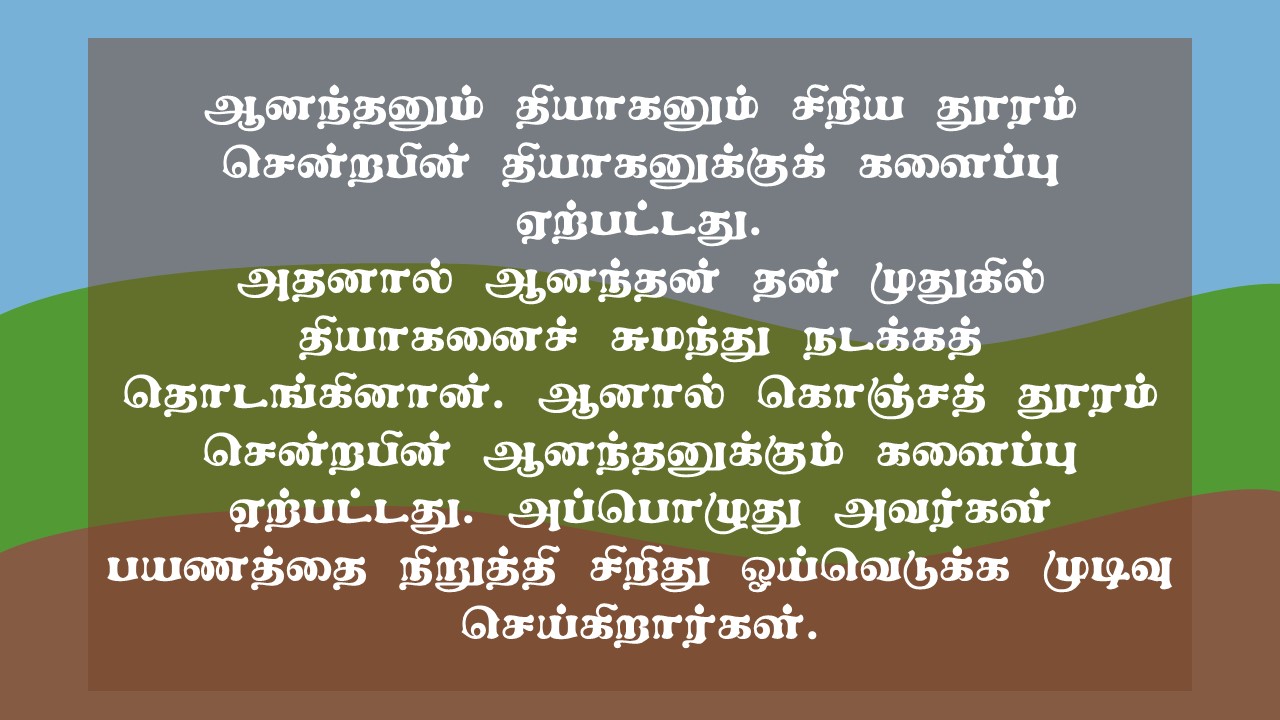 ஆனந்தனும் தியாகனும் சிறிய தூரம்
சென்றபின் தியாகனுக்குக் களைப்பு
ஏற்பட்டது.
அதனால் ஆனந்தன் தன் முதுகில்
தியாகனைச் சுமந்து நடக்கத்
தொடங்கினான். ஆனால் கொஞ்சத் தூரம்
சென்றபின் ஆனந்தனுக்கும் களைப்பு
ஏற்பட்டது. அப்பொழுது அவர்கள்
பயணத்தை நிறுத்தி சிறிது ஓய்வெடுக்க முடிவு
செய்கிறார்கள்.